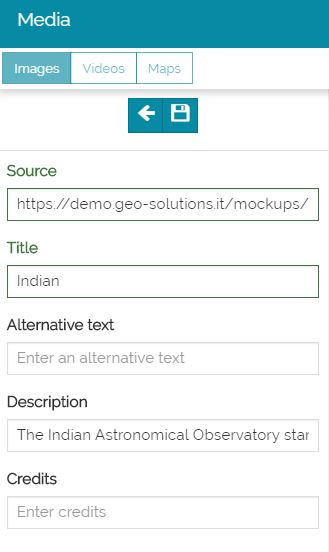 Media
Images Videos Maps
Source
https://demo.geo-solutions.it/mockups/
Title
Indian
Alternative text
Enter an alternative text
Description
The Indian Astronomical Observatory star
Credits
Enter credits